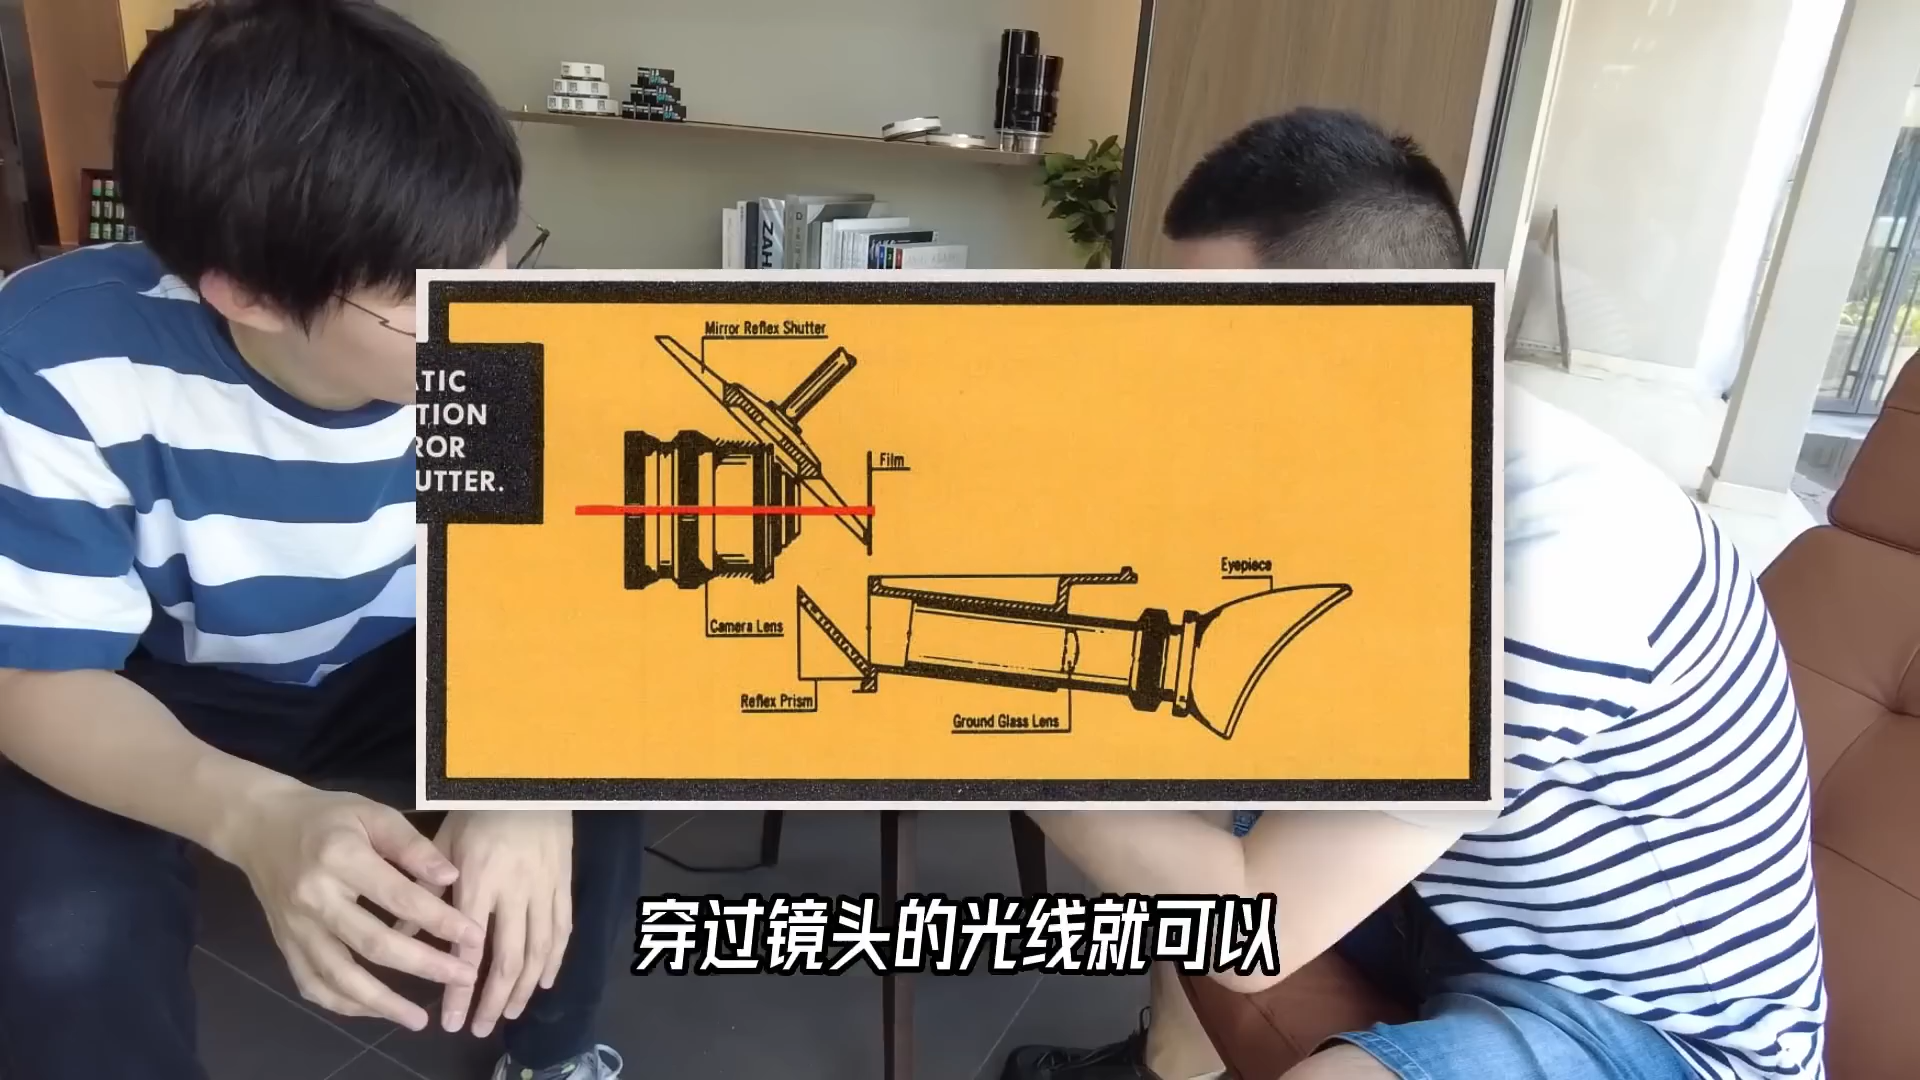 ZAH
Mirror Reflex Shutter
ATIC
TION
ROR
UTTER.
Film
Camera Lens
Eyepiece
Reflex Prism
Ground Glass Lens
穿过镜头的光线就可以